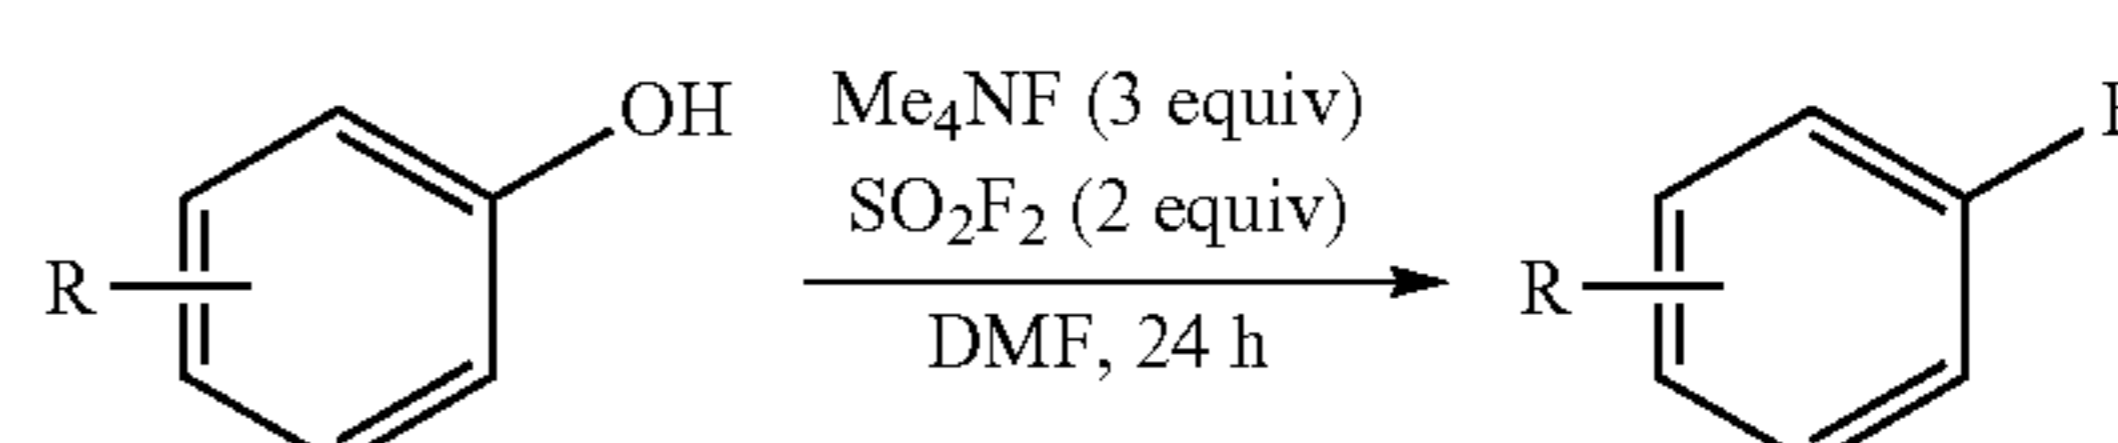 OH
Me₄NF (3 equiv)
SO₂F₂ (2 equiv)
R
R
DMF, 24 h